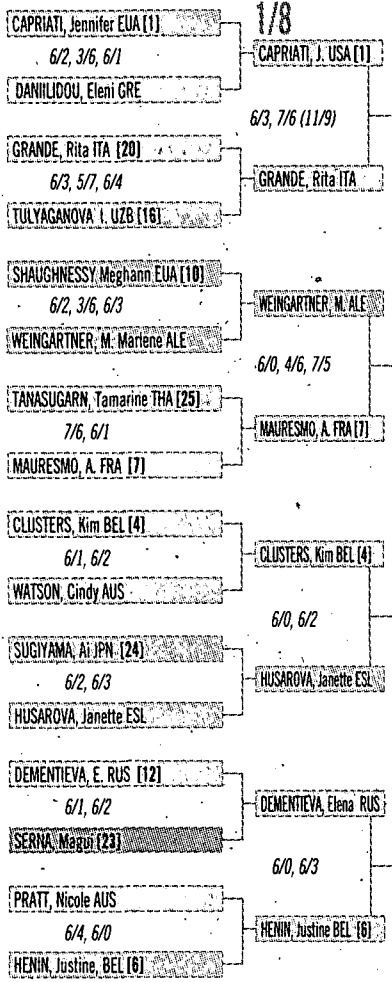 CAPRIATI, Jennifer EUA [1]
6/2, 3/6, 6/1
DANIILIDOU, Eleni GRE
GRANDE, Rita ITA [20]
6/3, 5/7, 6/4
TULYAGANOVA I. UZB [16]
SHAUGHNESSY Meghann EUA [10]
6/2, 3/6, 6/3
WEINGARTNER, M. Marlene ALE
TANASUGARN, Tamarine THA [25]
7/6, 6/1
MAURESMO, A. FRA [7]
CLIJSTERS, Kim BEL [4]
6/1, 6/2
WATSON, Cindy AUS
SUGIYAMA, Ai JPN [24]
6/2, 6/3
HUSAROVA, Janette ESL
DEMENTIEVA, E. RUS [12]
6/1, 6/2
SERNA, Magui [23]
PRATT, Nicole AUS
6/4, 6/0
HENIN, Justine, BEL [6]
1/8
CAPRIATI, J. USA [1]
6/3, 7/6 (11/9)
GRANDE, Rita ITA
WEINGARTNER, M. ALE
6/0, 4/6, 7/5
MAURESMO, A. FRA [7]
CLIJSTERS, Kim BEL [4]
6/0, 6/2
HUSAROVA, Janette ESL
DEMENTIEVA, Elena RUS
6/0, 6/3
HENIN, Justine BEL [6]